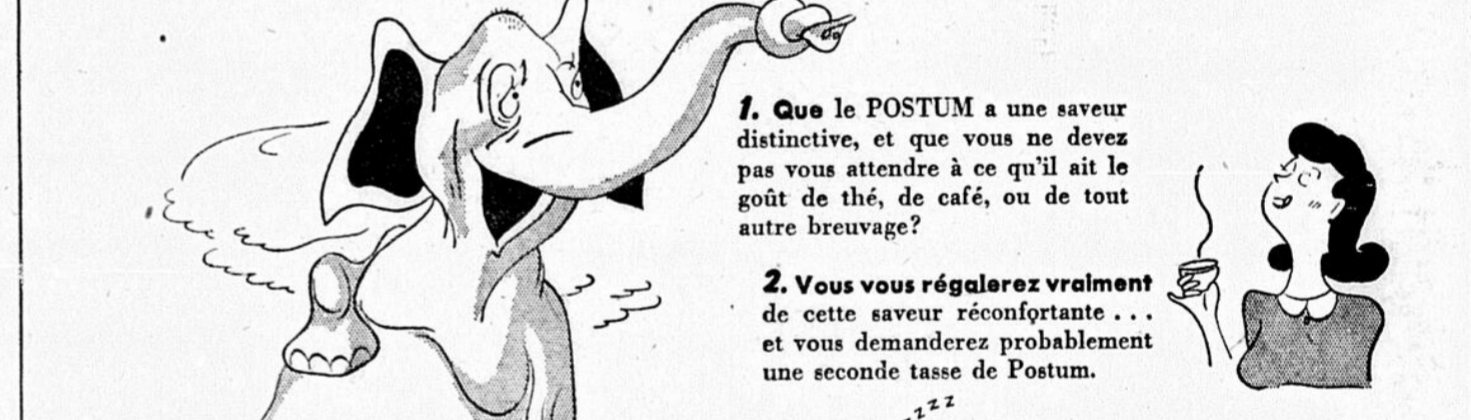 1. Que le POSTUM a une saveur
distinctive, et que vous ne devez
pas vous attendre à ce qu'il ait le
goût de thé, de café, ou de tout
autre breuvage?
2. Vous vous régalerez vraiment
de cette saveur réconfortante ...
et vous demanderez probablement
une seconde tasse de Postum.
zzzz